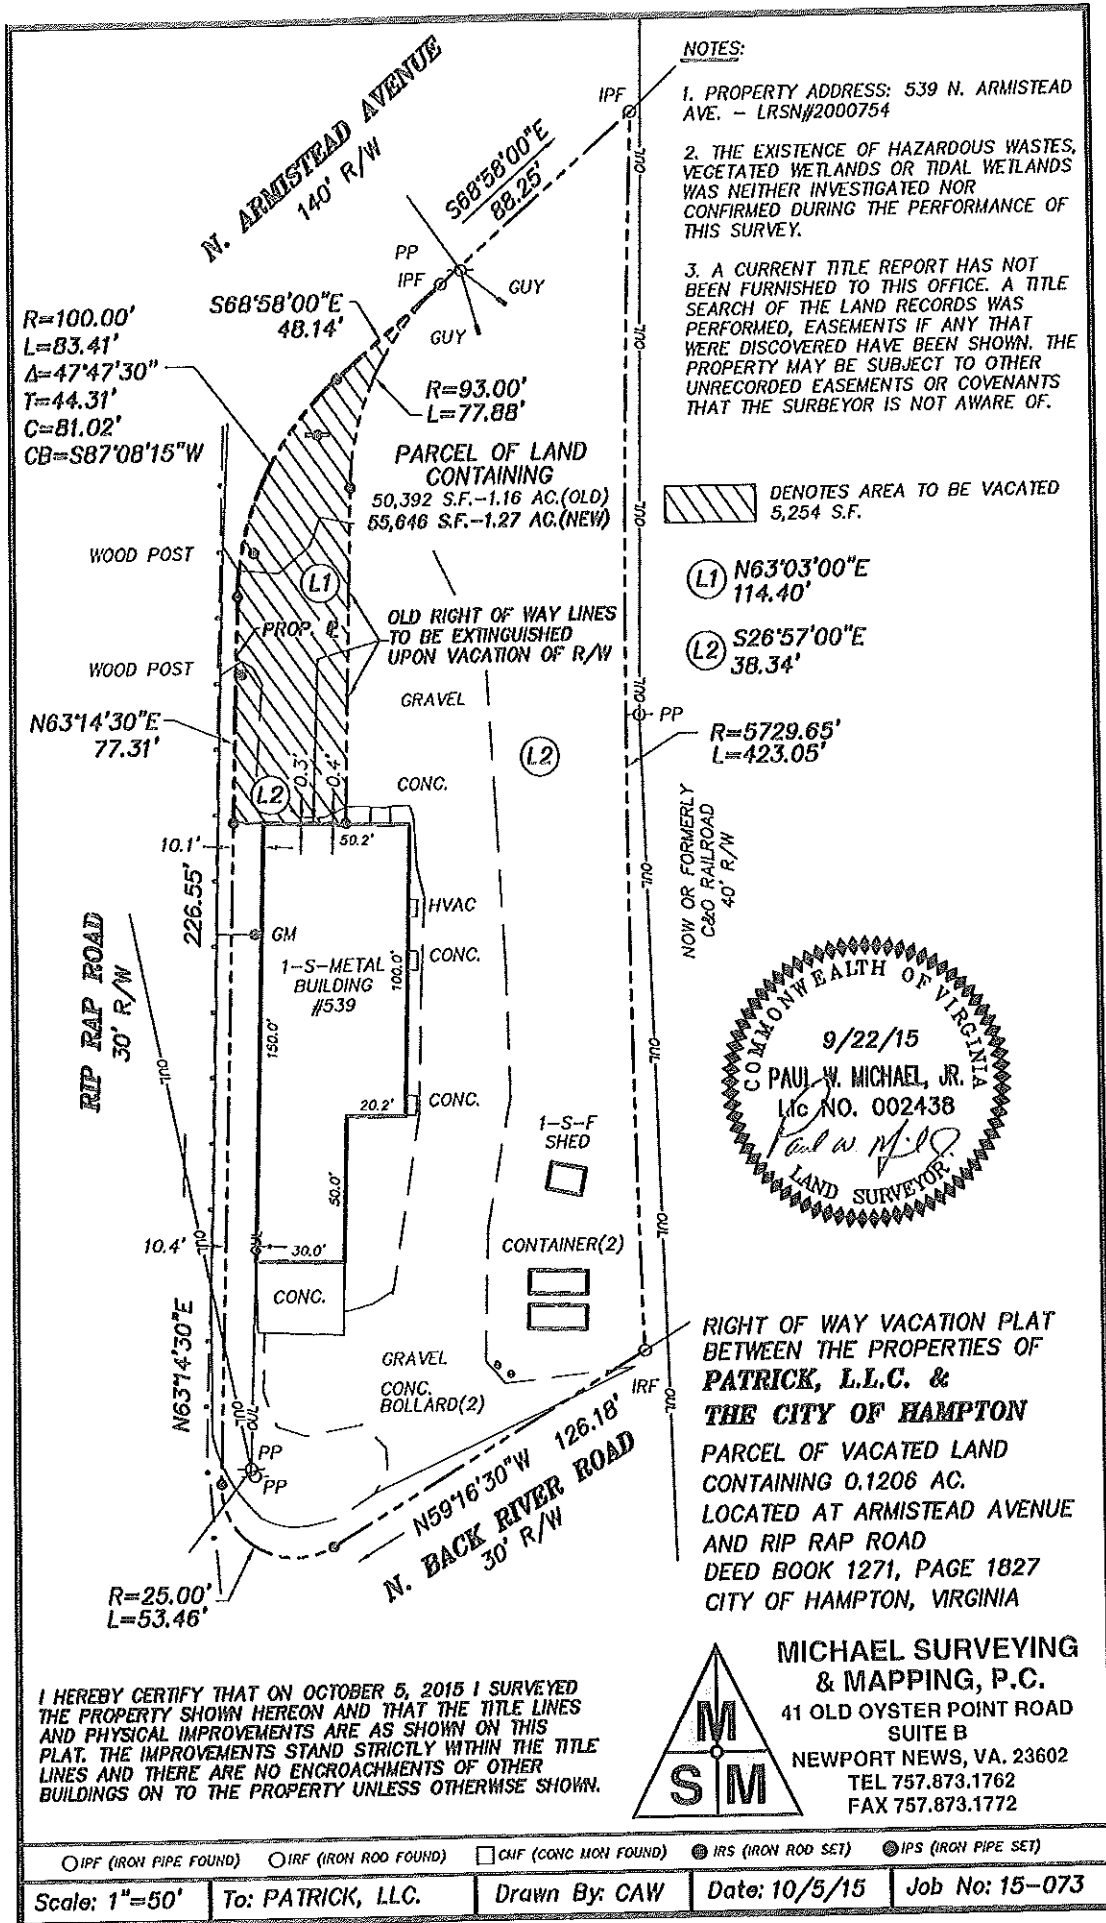 N. ARMISTEAD AVENUE
140' R/W
S68°58'00"E
88.25'
IPF
PP
IPF
GUY
GUY
S68°58'00"E
48.14'
R=100.00'
L=83.41'
Δ=47°47'30"
T=44.31'
C=81.02'
CB=S87°08'15"W
R=93.00'
L=77.88'
PARCEL OF LAND
CONTAINING
50,392 S.F.-1.16 AC.(OLD)
55,646 S.F.-1.27 AC.(NEW)
WOOD POST
L1
PROP. ℄
OLD RIGHT OF WAY LINES
TO BE EXTINGUISHED
UPON VACATION OF R/W
WOOD POST
GRAVEL
N63°14'30"E
77.31'
L2
0.3'
0.4'
CONC.
L2
NOTES:
1. PROPERTY ADDRESS: 539 N. ARMISTEAD
AVE. - LRSN#2000754
2. THE EXISTENCE OF HAZARDOUS WASTES,
VEGETATED WETLANDS OR TIDAL WETLANDS
WAS NEITHER INVESTIGATED NOR
CONFIRMED DURING THE PERFORMANCE OF
THIS SURVEY.
3. A CURRENT TITLE REPORT HAS NOT
BEEN FURNISHED TO THIS OFFICE. A TITLE
SEARCH OF THE LAND RECORDS WAS
PERFORMED, EASEMENTS IF ANY THAT
WERE DISCOVERED HAVE BEEN SHOWN. THE
PROPERTY MAY BE SUBJECT TO OTHER
UNRECORDED EASEMENTS OR COVENANTS
THAT THE SURBEYOR IS NOT AWARE OF.
DENOTES AREA TO BE VACATED
5,254 S.F.
L1 N63°03'00"E
114.40'
L2 S26°57'00"E
38.34'
OUL
OUL
OUL
OUL
PP
R=5729.65'
L=423.05'
OUL
OUL
OUL
OUL
NOW OR FORMERLY
C&O RAILROAD
40' R/W
10.1'
50.2'
226.55'
HVAC
GM
CONC.
1-S-METAL
BUILDING
#539
100.0'
150.0'
RIP RAP ROAD
30' R/W
OUL
20.2'
CONC.
50.0'
1-S-F
SHED
10.4'
OUL
OUL
30.0'
CONTAINER(2)
CONC.
N63°14'30"E
GRAVEL
CONC.
BOLLARD(2)
IRF
OUL
OUL
PP
PP
N59°16'30"W 126.18'
N. BACK RIVER ROAD
30' R/W
R=25.00'
L=53.46'
COMMONWEALTH OF VIRGINIA
9/22/15
PAUL W. MICHAEL, JR.
Lic NO. 002438
LAND SURVEYOR
RIGHT OF WAY VACATION PLAT
BETWEEN THE PROPERTIES OF
PATRICK, L.L.C. &
THE CITY OF HAMPTON
PARCEL OF VACATED LAND
CONTAINING 0.1206 AC.
LOCATED AT ARMISTEAD AVENUE
AND RIP RAP ROAD
DEED BOOK 1271, PAGE 1827
CITY OF HAMPTON, VIRGINIA
I HEREBY CERTIFY THAT ON OCTOBER 5, 2015 I SURVEYED
THE PROPERTY SHOWN HEREON AND THAT THE TITLE LINES
AND PHYSICAL IMPROVEMENTS ARE AS SHOWN ON THIS
PLAT. THE IMPROVEMENTS STAND STRICTLY WITHIN THE TITLE
LINES AND THERE ARE NO ENCROACHMENTS OF OTHER
BUILDINGS ON TO THE PROPERTY UNLESS OTHERWISE SHOWN.
M
S M
MICHAEL SURVEYING
& MAPPING, P.C.
41 OLD OYSTER POINT ROAD
SUITE B
NEWPORT NEWS, VA. 23602
TEL 757.873.1762
FAX 757.873.1772
IPF (IRON PIPE FOUND) IRF (IRON ROD FOUND) CMF (CONC MON FOUND) IRS (IRON ROD SET) IPS (IRON PIPE SET)
Scale: 1"=50' To: PATRICK, LLC. Drawn By: CAW Date: 10/5/15 Job No: 15-073